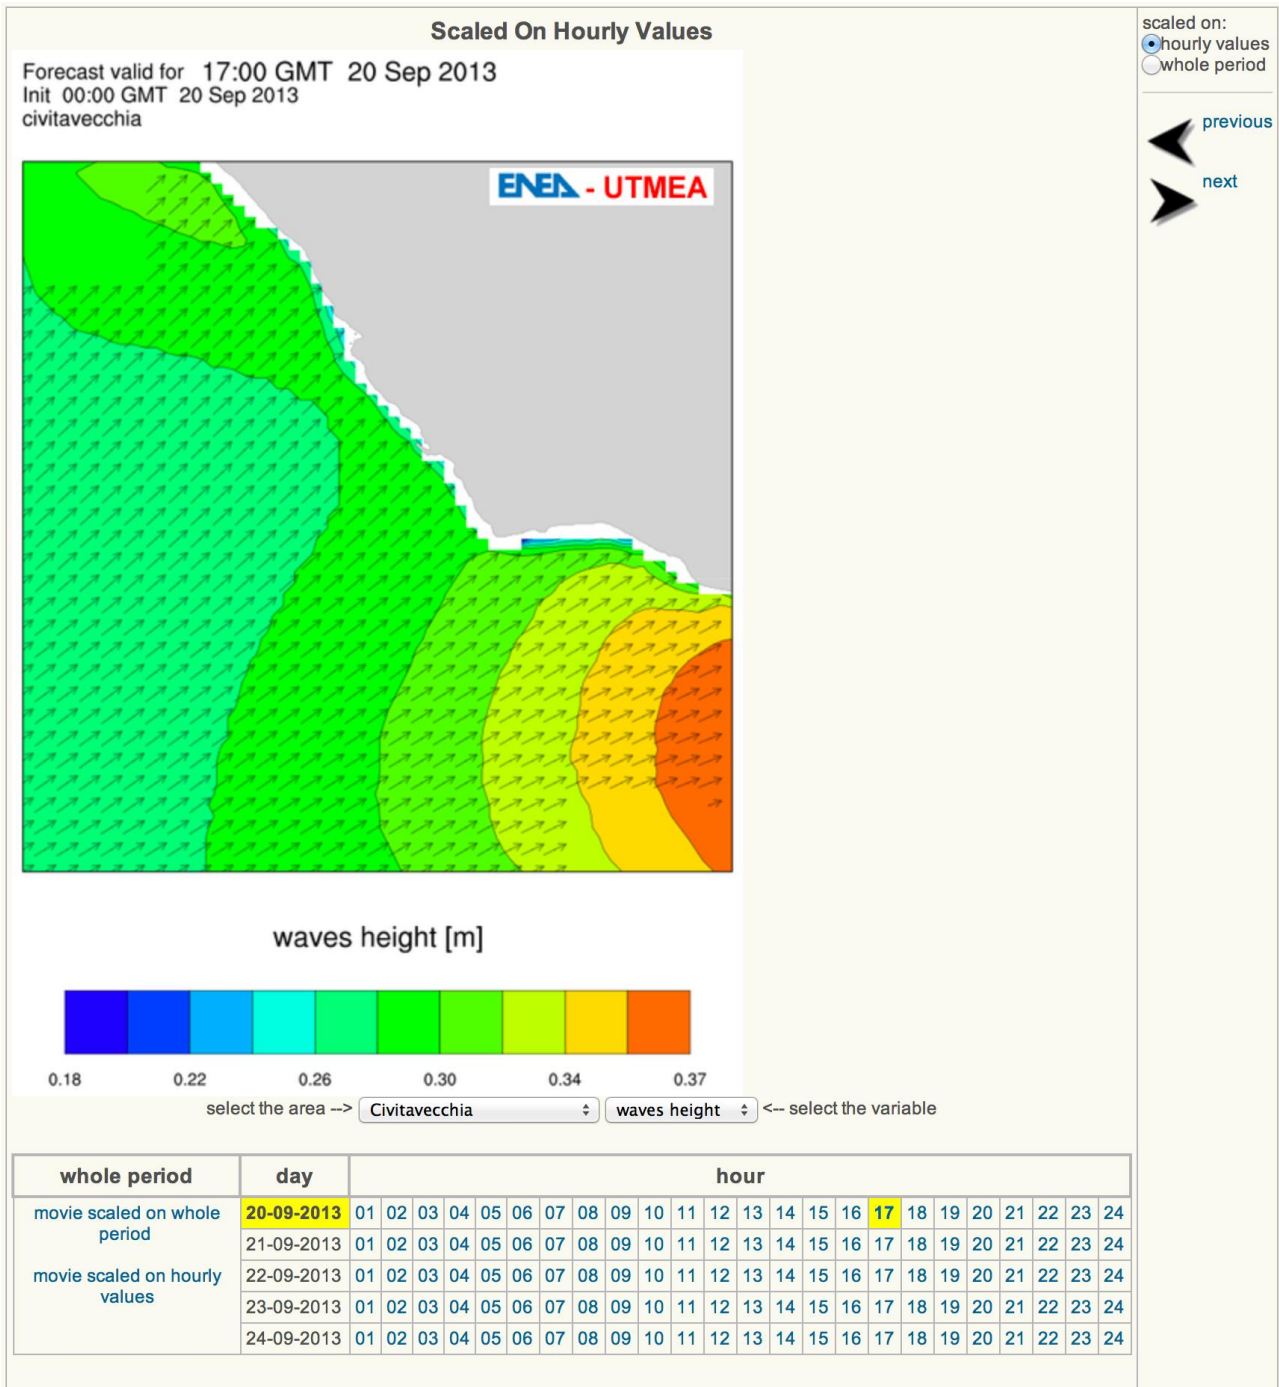 Scaled On Hourly Values
Forecast valid for 17:00 GMT 20 Sep 2013
Init 00:00 GMT 20 Sep 2013
civitavecchia
ENEA - UTMEA
waves height [m]
0.18 0.22 0.26 0.30 0.34 0.37
select the area --> Civitavecchia waves height <-- select the variable
scaled on:
hourly values
whole period
previous
next
whole period day hour
movie scaled on whole period
movie scaled on hourly values
20-09-2013 01 02 03 04 05 06 07 08 09 10 11 12 13 14 15 16 17 18 19 20 21 22 23 24
21-09-2013 01 02 03 04 05 06 07 08 09 10 11 12 13 14 15 16 17 18 19 20 21 22 23 24
22-09-2013 01 02 03 04 05 06 07 08 09 10 11 12 13 14 15 16 17 18 19 20 21 22 23 24
23-09-2013 01 02 03 04 05 06 07 08 09 10 11 12 13 14 15 16 17 18 19 20 21 22 23 24
24-09-2013 01 02 03 04 05 06 07 08 09 10 11 12 13 14 15 16 17 18 19 20 21 22 23 24